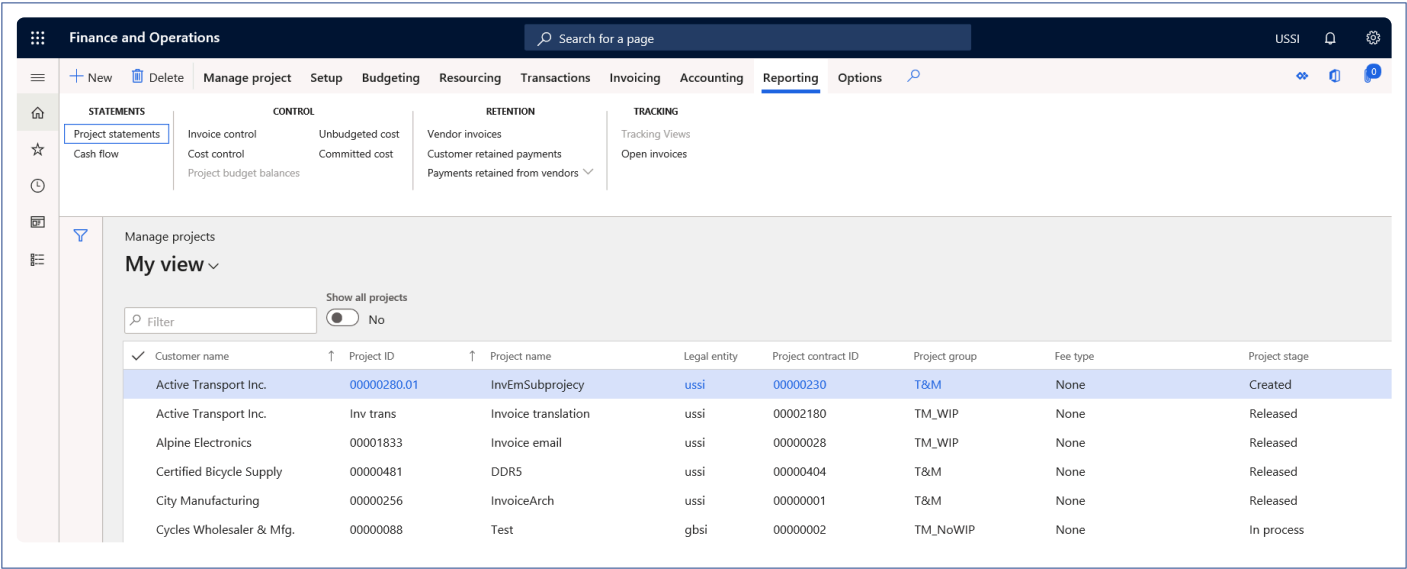 Finance and Operations Search for a page USSI
New Delete Manage project Setup Budgeting Resourcing Transactions Invoicing Accounting Reporting Options 0
STATEMENTS CONTROL RETENTION TRACKING
Project statements Invoice control Unbudgeted cost Vendor invoices Tracking Views
Cash flow Cost control Committed cost Customer retained payments Open invoices
Project budget balances Payments retained from vendors
Manage projects
My view
Show all projects
Filter No
Customer name Project ID Project name Legal entity Project contract ID Project group Fee type Project stage
Active Transport Inc. 00000280.01 InvEmSubprojecy ussi 00000230 T&M None Created
Active Transport Inc. Inv trans Invoice translation ussi 00002180 TM_WIP None Released
Alpine Electronics 00001833 Invoice email ussi 00000028 TM_WIP None Released
Certified Bicycle Supply 00000481 DDR5 ussi 00000404 T&M None Released
City Manufacturing 00000256 InvoiceArch ussi 00000001 T&M None Released
Cycles Wholesaler & Mfg. 00000088 Test gbsi 00000002 TM_NoWIP None In process